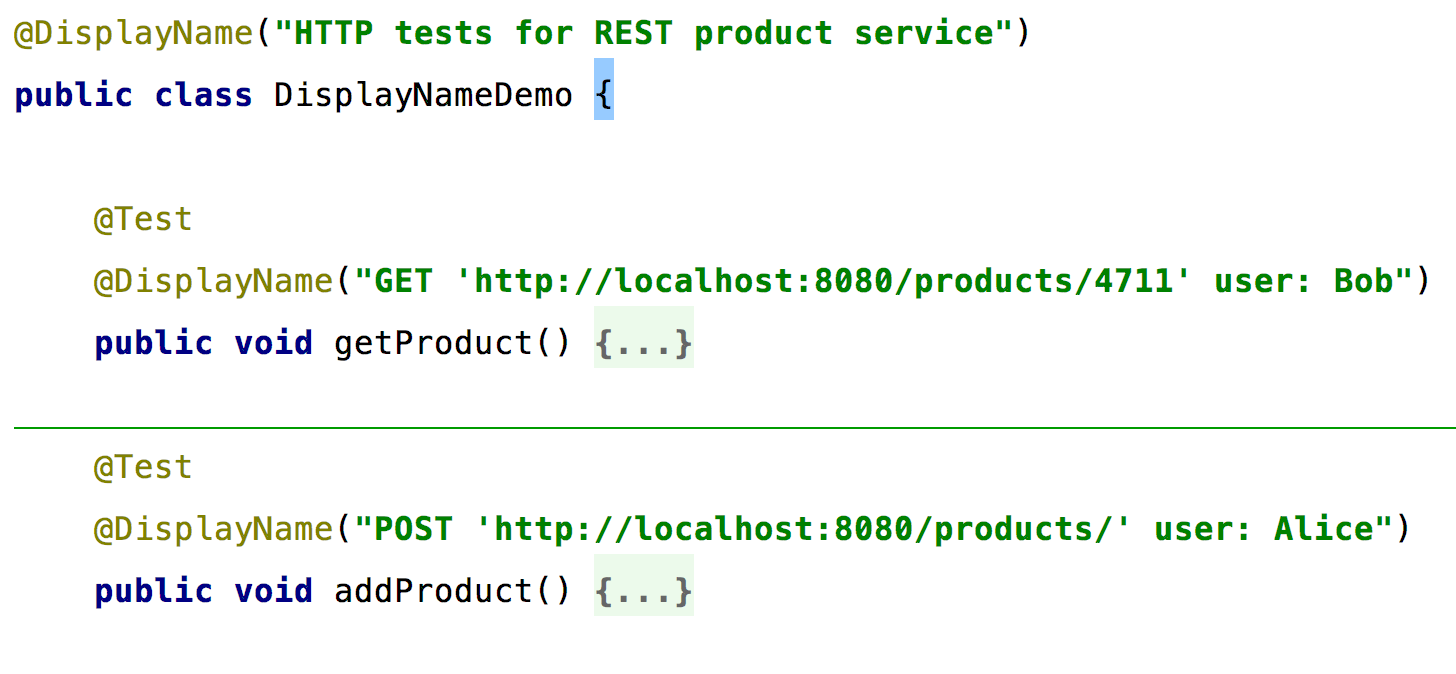 @DisplayName("HTTP tests for REST product service")
public class DisplayNameDemo {
@Test
@DisplayName("GET 'http://localhost:8080/products/4711' user: Bob")
public void getProduct() {...}
@Test
@DisplayName("POST 'http://localhost:8080/products/' user: Alice")
public void addProduct() {...}